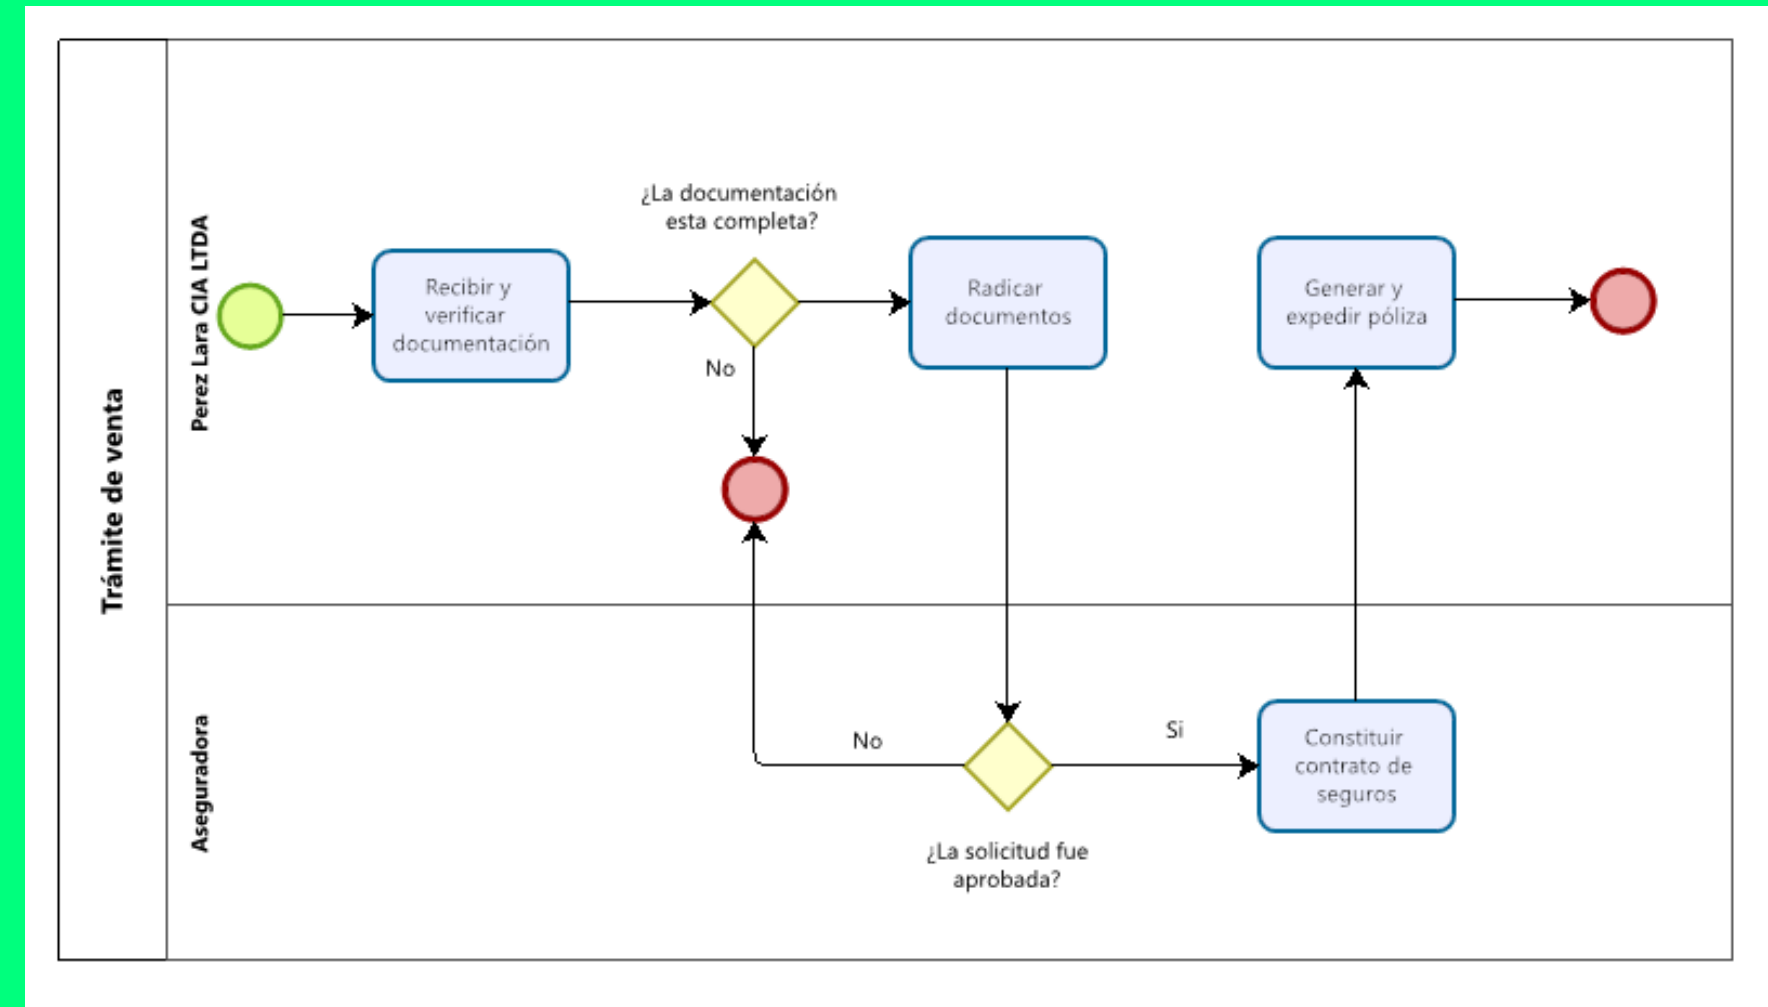 Trámite de venta
Perez Lara CIA LTDA
Recibir y
verificar
documentación
¿La documentación
esta completa?
No
Radicar
documentos
Generar y
expedir póliza
Aseguradora
No
¿La solicitud fue
aprobada?
Si
Constituir
contrato de
seguros